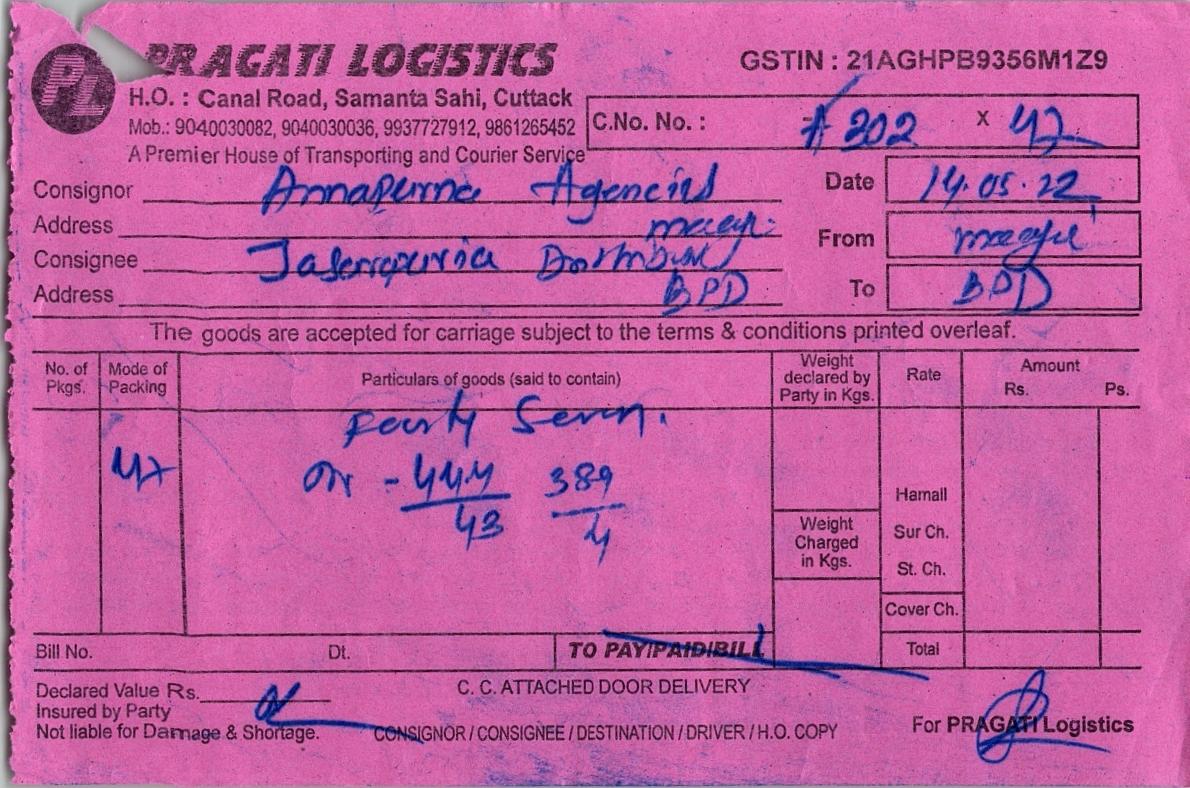 PL PRAGATI LOGISTICS GSTIN : 21AGHPB9356M1Z9
H.O. : Canal Road, Samanta Sahi, Cuttack
C.No. No. : A 302 x 47
Mob.: 9040030082, 9040030036, 9937727912, 9861265452
A Premier House of Transporting and Courier Service
Consignor Annapurna Agencies Date 14.05.22
Address
Consignee From
Address BPD To BPD
The goods are accepted for carriage subject to the terms & conditions printed overleaf.
No. of Pkgs. Mode of Packing Particulars of goods (said to contain) Weight declared by Party in Kgs. Rate Amount Rs. Ps.
Forty Seven.
47 - 444 389
43 4
Weight Charged in Kgs.
Hamall
Sur Ch.
St. Ch.
Cover Ch.
Bill No. Dt. TO PAY/PAID/BILL Total
Declared Value Rs. C. C. ATTACHED DOOR DELIVERY
Insured by Party
Not liable for Damage & Shortage. CONSIGNOR / CONSIGNEE / DESTINATION / DRIVER / H.O. COPY For PRAGATI Logistics